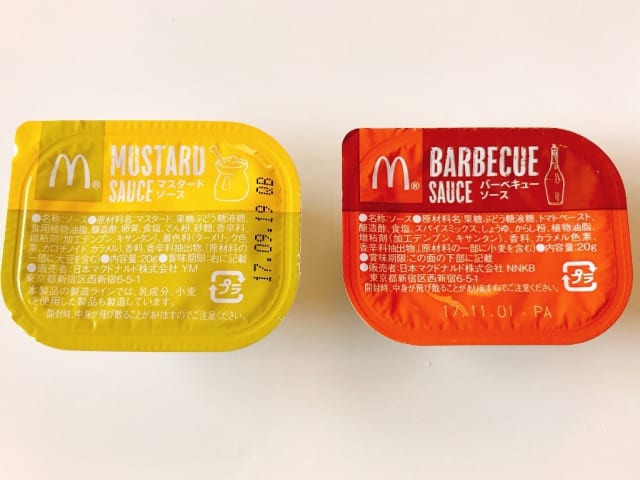 M®
MUSTARD
SAUCE マスタード
ソース
●名称:ソース●原材料名:マスタード、果糖ぶどう糖液糖、
食用植物油脂、醸造酢、卵黄、食塩、でん粉、砂糖、香辛料、
増粘剤(加工デンプン、キサンタン)、着色料(ターメリック色
素、カロチノイド、カラメル)、香料、香辛料抽出物、(原材料の
一部に大豆を含む)●内容量:20g●賞味期限:右に記載
●販売者:日本マクドナルド株式会社 YM
東京都新宿区西新宿6-5-1
本製品の製造ラインでは、乳成分、小麦
を使用した製品も製造しています。
開封時、中身が飛び散ることがありますのでご注意ください。
プラ
17.09.19 08
M®
BARBECUE
SAUCE バーベキュー
ソース
●名称:ソース●原材料名:果糖ぶどう糖液糖、トマトペースト、
醸造酢、食塩、スパイスミックス、しょうゆ、からし粉、植物油脂、
増粘剤(加工デンプン、キサンタン)、香料、カラメル色素、
香辛料抽出物、(原材料の一部に小麦を含む)●内容量:20g
●賞味期限:この面の下部に記載
●販売者:日本マクドナルド株式会社 NNKB
東京都新宿区西新宿6-5-1
開封時、中身が飛び散ることがありますのでご注意ください。
プラ
17.11.01 PA